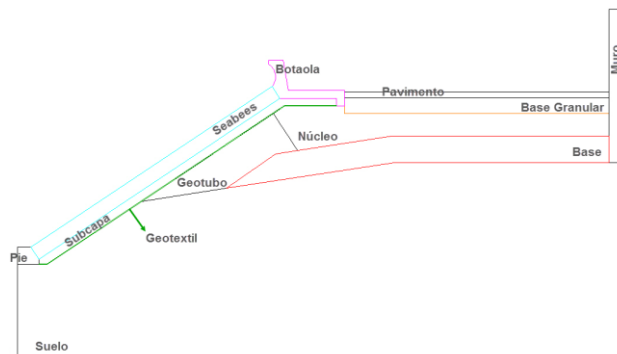 Botaola
Muro
Pavimento
Base Granular
Seabees
Núcleo
Base
Geotubo
Subcapa
Geotextil
Pie
Suelo